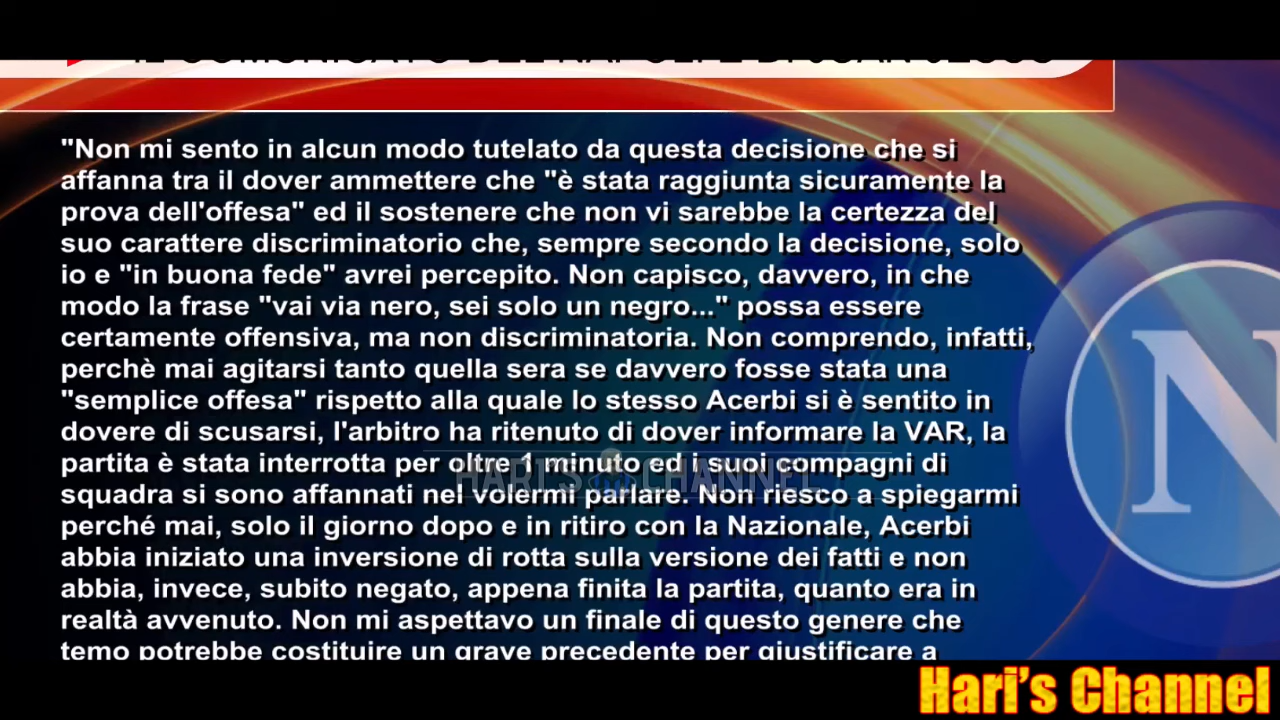 IL COMUNICATO DEL NAPOLI E DI JUAN JESUS
"Non mi sento in alcun modo tutelato da questa decisione che si
affanna tra il dover ammettere che "è stata raggiunta sicuramente la
prova dell'offesa" ed il sostenere che non vi sarebbe la certezza del
suo carattere discriminatorio che, sempre secondo la decisione, solo
io e "in buona fede" avrei percepito. Non capisco, davvero, in che
modo la frase "vai via nero, sei solo un negro..." possa essere
certamente offensiva, ma non discriminatoria. Non comprendo, infatti,
perchè mai agitarsi tanto quella sera se davvero fosse stata una
"semplice offesa" rispetto alla quale lo stesso Acerbi si è sentito in
dovere di scusarsi, l'arbitro ha ritenuto di dover informare la VAR, la
partita è stata interrotta per oltre 1 minuto ed i suoi compagni di
squadra si sono affannati nel volermi parlare. Non riesco a spiegarmi
perché mai, solo il giorno dopo e in ritiro con la Nazionale, Acerbi
abbia iniziato una inversione di rotta sulla versione dei fatti e non
abbia, invece, subito negato, appena finita la partita, quanto era in
realtà avvenuto. Non mi aspettavo un finale di questo genere che
temo potrebbe costituire un grave precedente per giustificare a
N
HARI'S CHANNEL
Hari's Channel